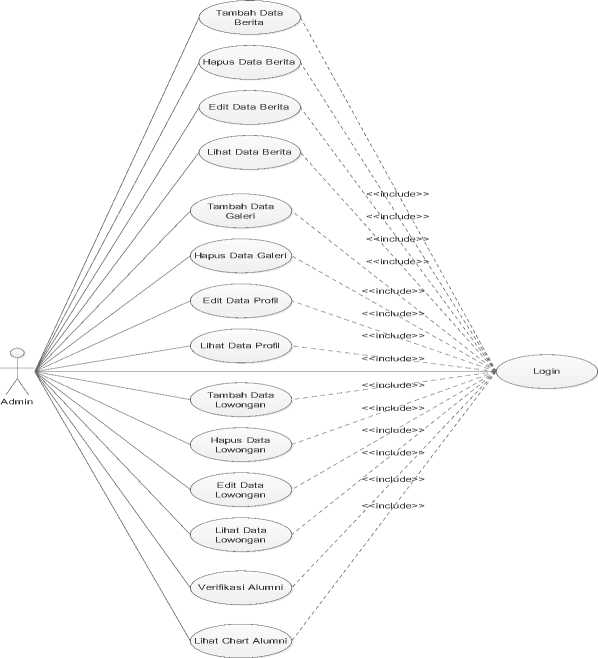 Tambah Data
Berita
Hapus Data Berita
Edit Data Berita
Lihat Data Berita
<<include>>
Tambah Data
Galeri
<<include>>
<<include>>
Hapus Data Galeri
<<include>>
<<include>>
Edit Data Profil
<<include>>
<<include>>
Lihat Data Profil
<<include>>
Login
Admin
<<include>>
Tambah Data
Lowongan
<<include>>
<<include>>
Hapus Data
Lowongan
<<include>>
<<include>>
Edit Data
Lowongan
<<include>>
Lihat Data
Lowongan
Verifikasi Alumni
Lihat Chart Alumni